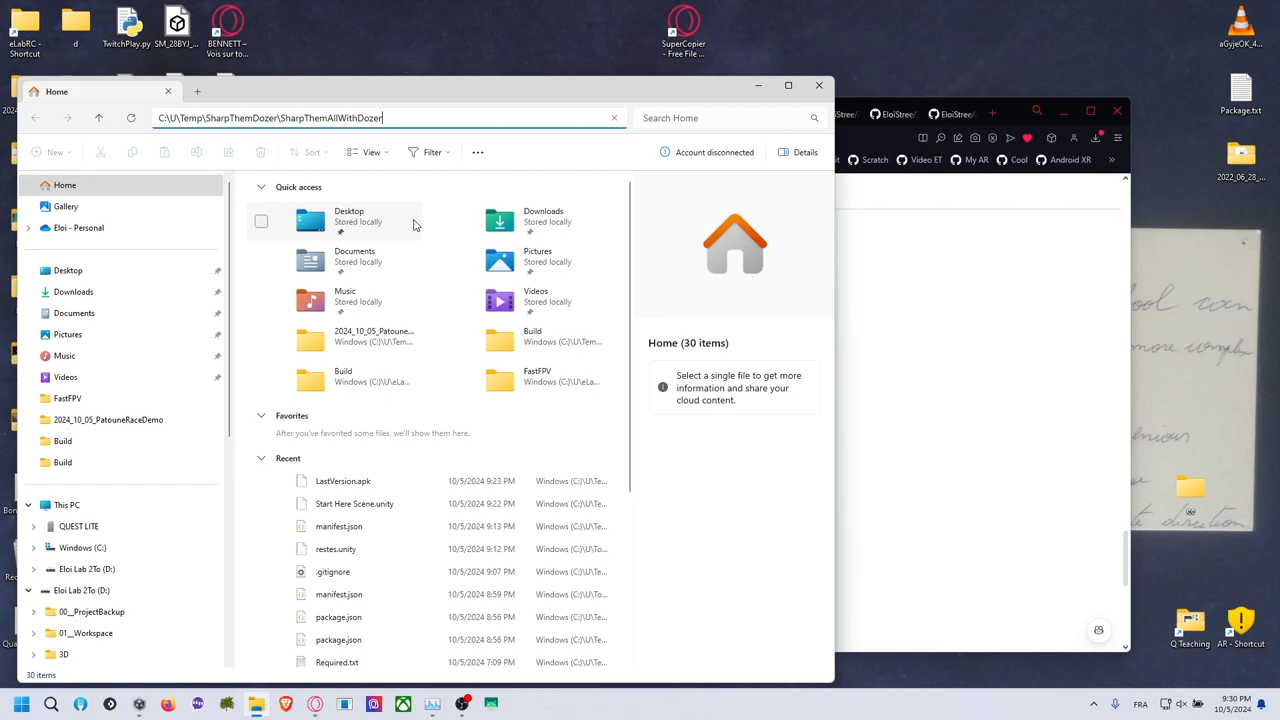 eLabRC - Shortcut
d
TwitchPlay.py
SM_28BYJ_...
BENNETT – Vois sur to...
SuperCopier - Free File ...
aGyjeOK_4...
Package.txt
2022_06_28_...
Home
C:\U\Temp\SharpThemDozer\SharpThemAllWithDozer
Search Home
New
Sort
View
Filter
Account disconnected
Details
EloiStree/
EloiStree/
EloiS
Scratch
Video ET
My AR
Cool
Android XR
Home
Gallery
Eloi - Personal
Desktop
Downloads
Documents
Pictures
Music
Videos
FastFPV
2024_10_05_PatouneRaceDemo
Build
Build
This PC
QUEST LITE
Windows (C:)
Eloi Lab 2To (D:)
Eloi Lab 2To (D:)
00__ProjectBackup
01__Workspace
3D
Quick access
Desktop
Stored locally
Downloads
Stored locally
Documents
Stored locally
Pictures
Stored locally
Music
Stored locally
Videos
Stored locally
2024_10_05_Patoune...
Windows (C:)\U\Tem...
Build
Windows (C:)\U\Tem...
Build
Windows (C:)\U\eLa...
FastFPV
Windows (C:)\U\eLa...
Favorites
After you've favorited some files, we'll show them here.
Recent
LastVersion.apk 10/5/2024 9:23 PM Windows (C:)\U\Te...
Start Here Scene.unity 10/5/2024 9:22 PM Windows (C:)\U\Te...
manifest.json 10/5/2024 9:13 PM Windows (C:)\U\Te...
restes.unity 10/5/2024 9:12 PM Windows (C:)\U\To...
.gitignore 10/5/2024 9:07 PM Windows (C:)\U\Te...
manifest.json 10/5/2024 8:59 PM Windows (C:)\U\Te...
package.json 10/5/2024 8:56 PM Windows (C:)\U\Te...
package.json 10/5/2024 8:56 PM Windows (C:)\U\Te...
Required.txt 10/5/2024 7:09 PM Windows (C:)\U\Te...
Home (30 items)
Select a single file to get more
information and share your
cloud content.
30 items
more comple
Q Teaching
AR - Shortcut
FRA
9:30 PM
10/5/2024